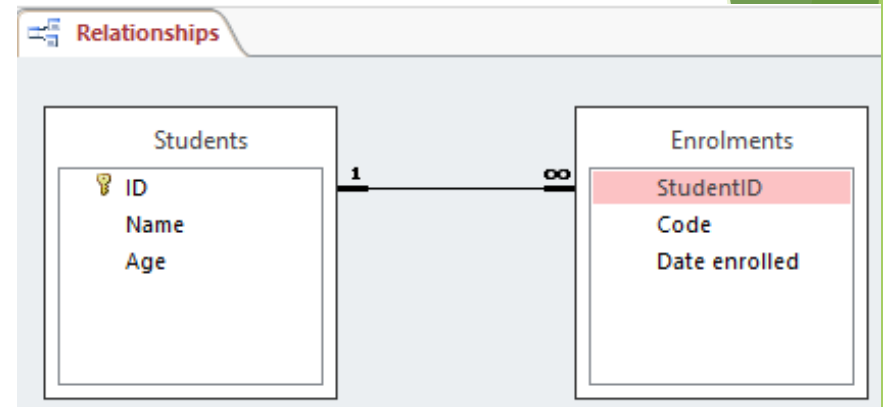 Relationships
Students
ID
Name
Age
1
∞
Enrolments
StudentID
Code
Date enrolled